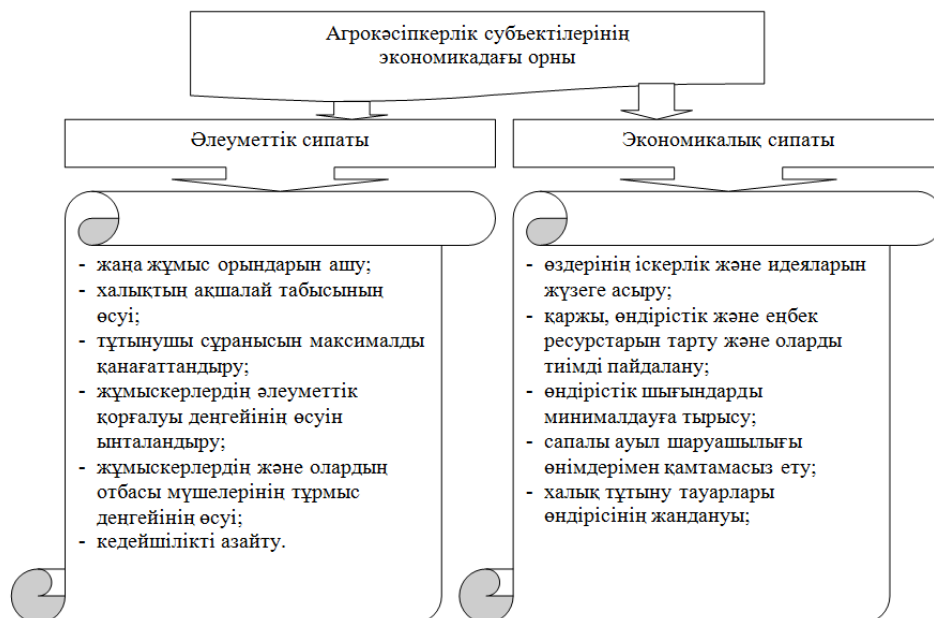 Агрокәсіпкерлік субъектілерінің
экономикадағы орны
Әлеуметтік сипаты
Экономикалық сипаты
- жаңа жұмыс орындарын ашу;
- халықтың ақшалай табысының
өсуі;
- тұтынушы сұранысын максималды
қанағаттандыру;
- жұмыскерлердің әлеуметтік
қорғалуы деңгейінің өсуін
ынталандыру;
- жұмыскерлердің және олардың
отбасы мүшелерінің тұрмыс
деңгейінің өсуі;
- кедейшілікті азайту.
- өздерінің іскерлік және идеяларын
жүзеге асыру;
- қаржы, өндірістік және еңбек
ресурстарын тарту және оларды
тиімді пайдалану;
- өндірістік шығындарды
минималдауға тырысу;
- сапалы ауыл шаруашылығы
өнімдерімен қамтамасыз ету;
- халық тұтыну тауарлары
өндірісінің жандануы;